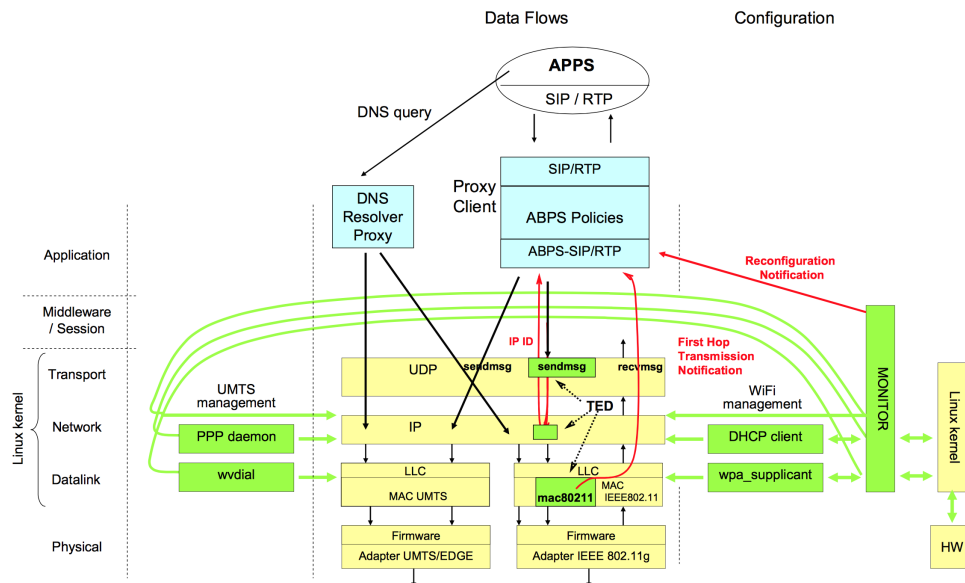 Data Flows
Configuration
APPS
SIP / RTP
DNS query
Proxy
Client
SIP/RTP
ABPS Policies
ABPS-SIP/RTP
DNS
Resolver
Proxy
Application
Reconfiguration
Notification
Middleware
/ Session
IP ID
First Hop
Transmission
Notification
Linux kernel
Transport
UDP
sendmsg
sendmsg
recvmsg
UMTS
management
TED
WiFi
management
MONITOR
Linux kernel
Network
PPP daemon
IP
DHCP client
Datalink
wvdial
LLC
MAC UMTS
LLC
mac80211
MAC
IEEE802.11
wpa_supplicant
Physical
Firmware
Adapter UMTS/EDGE
Firmware
Adapter IEEE 802.11g
HW